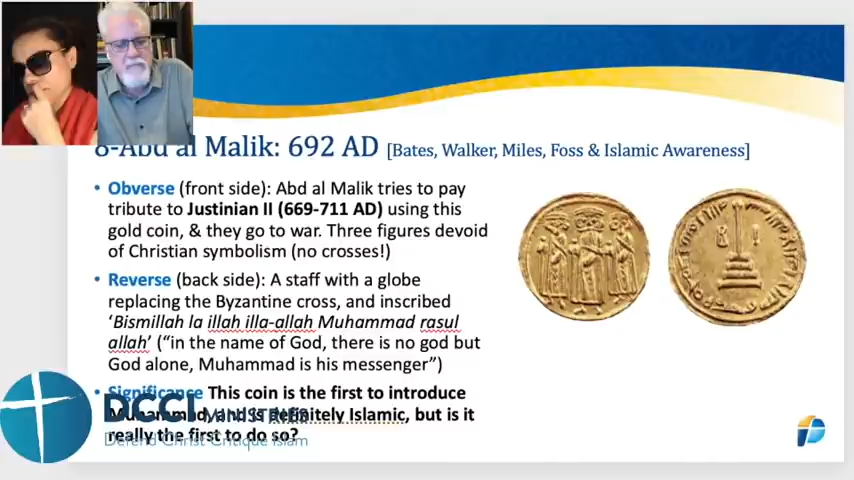 8-Abd al Malik: 692 AD [Bates, Walker, Miles, Foss & Islamic Awareness]
• Obverse (front side): Abd al Malik tries to pay
tribute to Justinian II (669-711 AD) using this
gold coin, & they go to war. Three figures devoid
of Christian symbolism (no crosses!)
• Reverse (back side): A staff with a globe
replacing the Byzantine cross, and inscribed
‘Bismillah la illah illa-allah Muhammad rasul
allah’ (“in the name of God, there is no god but
God alone, Muhammad is his messenger”)
• Significance This coin is the first to introduce
Muhammad, and is definitely Islamic, but is it
really the first to do so?
DCCI MINISTRIES
Defend Christ Critique Islam